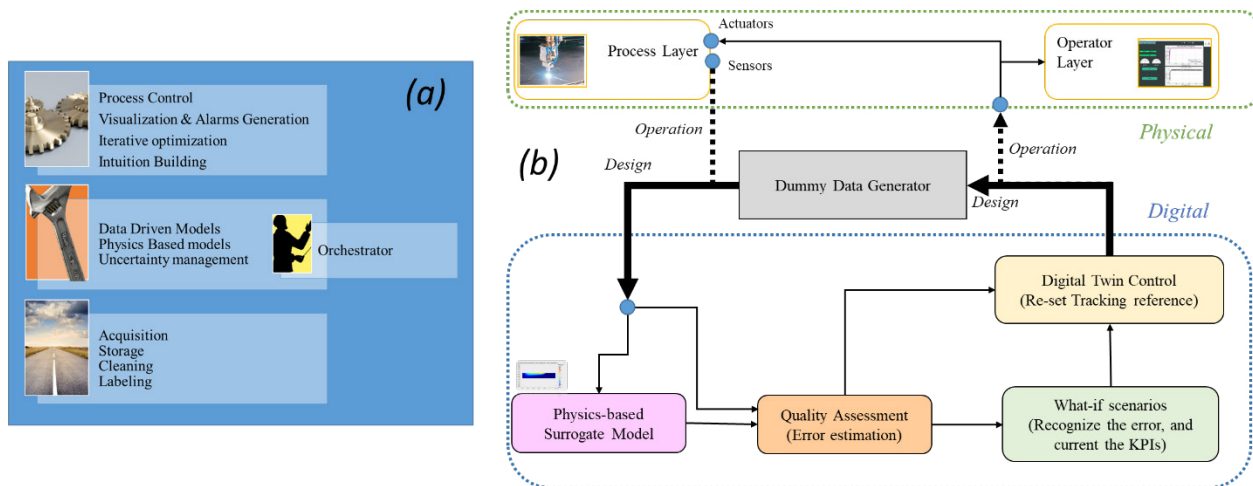 (a)
Process Control
Visualization & Alarms Generation
Iterative optimization
Intuition Building
Data Driven Models
Physics Based models
Uncertainty management
Orchestrator
Acquisition
Storage
Cleaning
Labeling
(b)
Process Layer
Actuators
Sensors
Operator
Layer
Physical
Operation
Design
Operation
Design
Dummy Data Generator
Digital
Digital Twin Control
(Re-set Tracking reference)
Physics-based
Surrogate Model
Quality Assessment
(Error estimation)
What-if scenarios
(Recognize the error, and
current the KPIs)